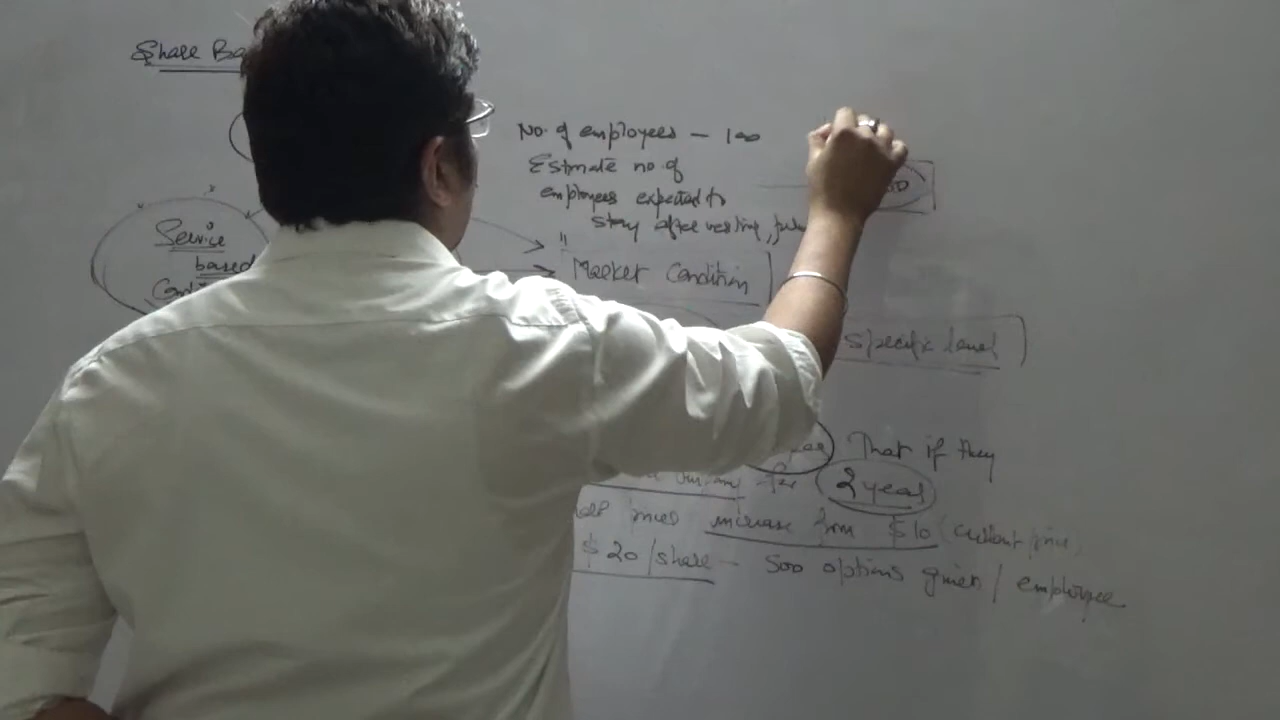 Share Ba
No. of employees – 100
Estimate no. of
employees expected to
stay after vesting,
Service
based
" Market Condition
specific level
That if they
for 2 year
increase from $10 (current price,
$20/share – 500 options given/employee